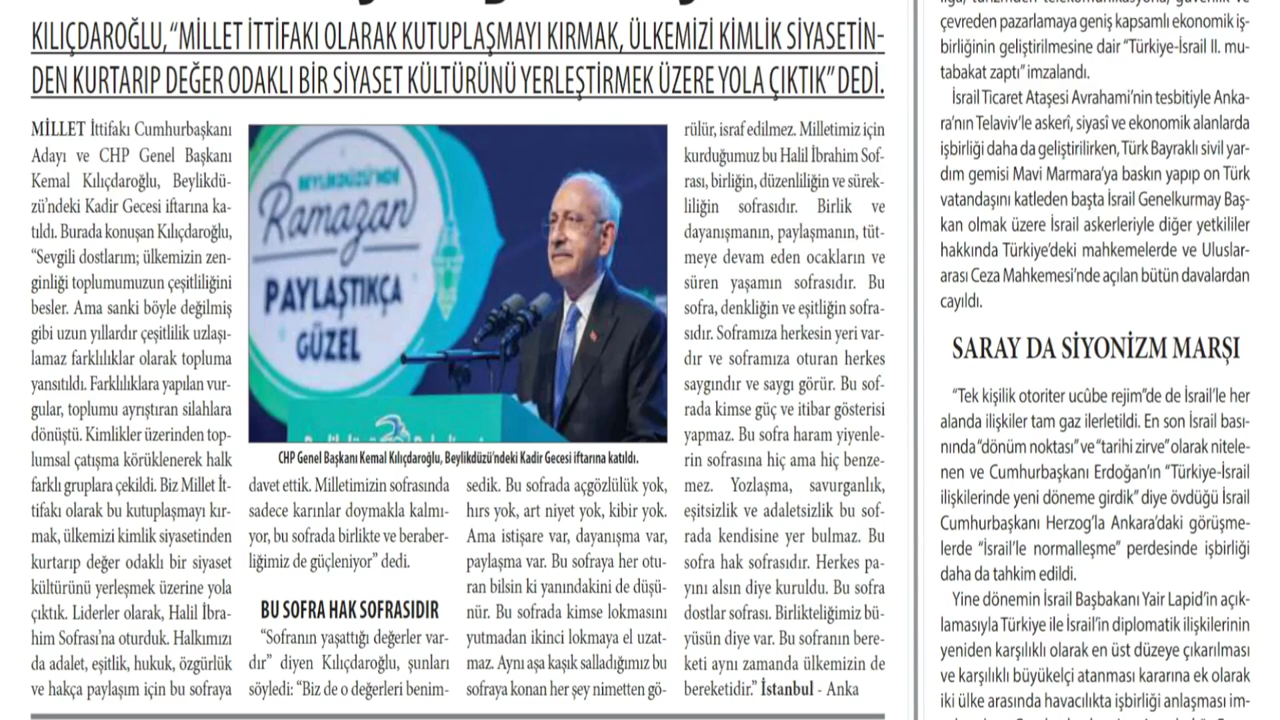 KILIÇDAROĞLU, “MİLLET İTTİFAKI OLARAK KUTUPLAŞMAYI KIRMAK, ÜLKEMİZİ KİMLİK SİYASETİN-
DEN KURTARIP DEĞER ODAKLI BİR SİYASET KÜLTÜRÜNÜ YERLEŞTİRMEK ÜZERE YOLA ÇIKTIK” DEDİ.
MİLLET İttifakı Cumhurbaşkanı
Adayı ve CHP Genel Başkanı
Kemal Kılıçdaroğlu, Beylikdü-
zü’ndeki Kadir Gecesi iftarına ka-
tıldı. Burada konuşan Kılıçdaroğlu,
“Sevgili dostlarım; ülkemizin zen-
ginliği toplumumuzun çeşitliliğini
besler. Ama sanki böyle değilmiş
gibi uzun yıllardır çeşitlilik uzlaşı-
lamaz farklılıklar olarak topluma
yansıtıldı. Farklılıklara yapılan vur-
gular, toplumu ayrıştıran silahlara
dönüştü. Kimlikler üzerinden top-
lumsal çatışma körüklenerek halk
farklı gruplara çekildi. Biz Millet İt-
tifakı olarak bu kutuplaşmayı kır-
mak, ülkemizi kimlik siyasetinden
kurtarıp değer odaklı bir siyaset
kültürünü yerleşmek üzerine yola
çıktık. Liderler olarak, Halil İbra-
him Sofrası’na oturduk. Halkımızı
da adalet, eşitlik, hukuk, özgürlük
ve hakça paylaşım için bu sofraya
BEYLİKDÜZÜ’NDE
Ramazan
PAYLAŞTIKÇA
GÜZEL
CHP Genel Başkanı Kemal Kılıçdaroğlu, Beylikdüzü’ndeki Kadir Gecesi iftarına katıldı.
davet ettik. Milletimizin sofrasında
sadece karınlar doymakla kalmı-
yor, bu sofrada birlikte ve beraber-
liğimiz de güçleniyor” dedi.
BU SOFRA HAK SOFRASIDIR
“Sofranın yaşattığı değerler var-
dır” diyen Kılıçdaroğlu, şunları
söyledi: “Biz de o değerleri benim-
sedik. Bu sofrada açgözlülük yok,
hırs yok, art niyet yok, kibir yok.
Ama istişare var, dayanışma var,
paylaşma var. Bu sofraya her otu-
ran bilsin ki yanındakini de düşü-
nür. Bu sofrada kimse lokmasını
yutmadan ikinci lokmaya el uzat-
maz. Aynı aşa kaşık salladığımız bu
sofraya konan her şey nimetten gö-
rülür, israf edilmez. Milletimiz için
kurduğumuz bu Halil İbrahim Sof-
rası, birliğin, düzenliliğin ve sürek-
liliğin sofrasıdır. Birlik ve
dayanışmanın, paylaşmanın, tüt-
meye devam eden ocakların ve
süren yaşamın sofrasıdır. Bu
sofra, denkliğin ve eşitliğin sofra-
sıdır. Soframıza herkesin yeri var-
dır ve soframıza oturan herkes
saygındır ve saygı görür. Bu sof-
rada kimse güç ve itibar gösterisi
yapmaz. Bu sofra haram yiyenle-
rin sofrasına hiç ama hiç benze-
mez. Yozlaşma, savurganlık,
eşitsizlik ve adaletsizlik bu sof-
rada kendisine yer bulmaz. Bu
sofra hak sofrasıdır. Herkes pa-
yını alsın diye kuruldu. Bu sofra
dostlar sofrası. Birlikteliğimiz bü-
yüsün diye var. Bu sofranın bere-
keti aynı zamanda ülkemizin de
bereketidir.” İstanbul - Anka
çevreden pazarlamaya geniş kapsamlı ekonomik iş-
birliğinin geliştirilmesine dair “Türkiye-İsrail II. mu-
tabakat zaptı” imzalandı.
İsrail Ticaret Ataşesi Avrahami’nin tesbitiyle Anka-
ra’nın Telaviv’le askerî, siyasî ve ekonomik alanlarda
işbirliği daha da geliştirilirken, Türk Bayraklı sivil yar-
dım gemisi Mavi Marmara’ya baskın yapıp on Türk
vatandaşını katleden başta İsrail Genelkurmay Baş-
kan olmak üzere İsrail askerleriyle diğer yetkililer
hakkında Türkiye’deki mahkemelerde ve Uluslar-
arası Ceza Mahkemesi’nde açılan bütün davalardan
cayıldı.
SARAY DA SİYONİZM MARŞI
“Tek kişilik otoriter ucûbe rejim”de de İsrail’le her
alanda ilişkiler tam gaz ilerletildi. En son İsrail bası-
nında “dönüm noktası” ve “tarihi zirve” olarak nitele-
nen ve Cumhurbaşkanı Erdoğan’ın “Türkiye-İsrail
ilişkilerinde yeni döneme girdik” diye övdüğü İsrail
Cumhurbaşkanı Herzog’la Ankara’daki görüşme-
lerde “İsrail’le normalleşme” perdesinde işbirliği
daha da tahkim edildi.
Yine dönemin İsrail Başbakanı Yair Lapid’in açık-
lamasıyla Türkiye ile İsrail’in diplomatik ilişkilerinin
yeniden karşılıklı olarak en üst düzeye çıkarılması
ve karşılıklı büyükelçi atanması kararına ek olarak
iki ülke arasında havacılıkta işbirliği anlaşması im-